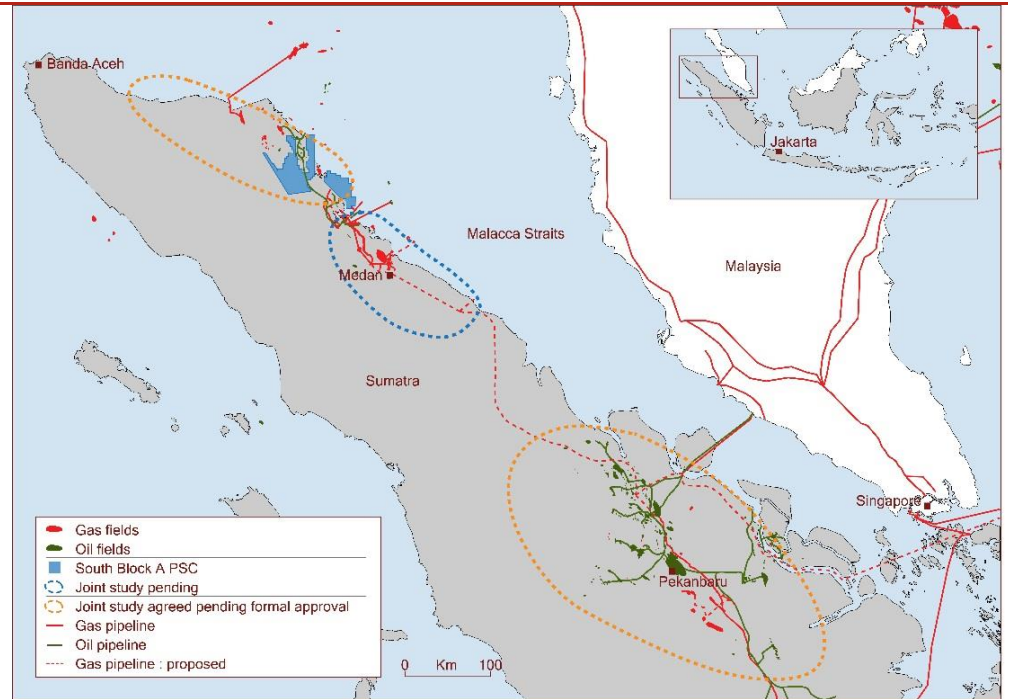 Banda Aceh
Jakarta
Malacca Straits
Malaysia
Medan
Sumatra
Singapore
Pekanbaru
Gas fields
Oil fields
South Block A PSC
Joint study pending
Joint study agreed pending formal approval
Gas pipeline
Oil pipeline
Gas pipeline : proposed
0 Km 100